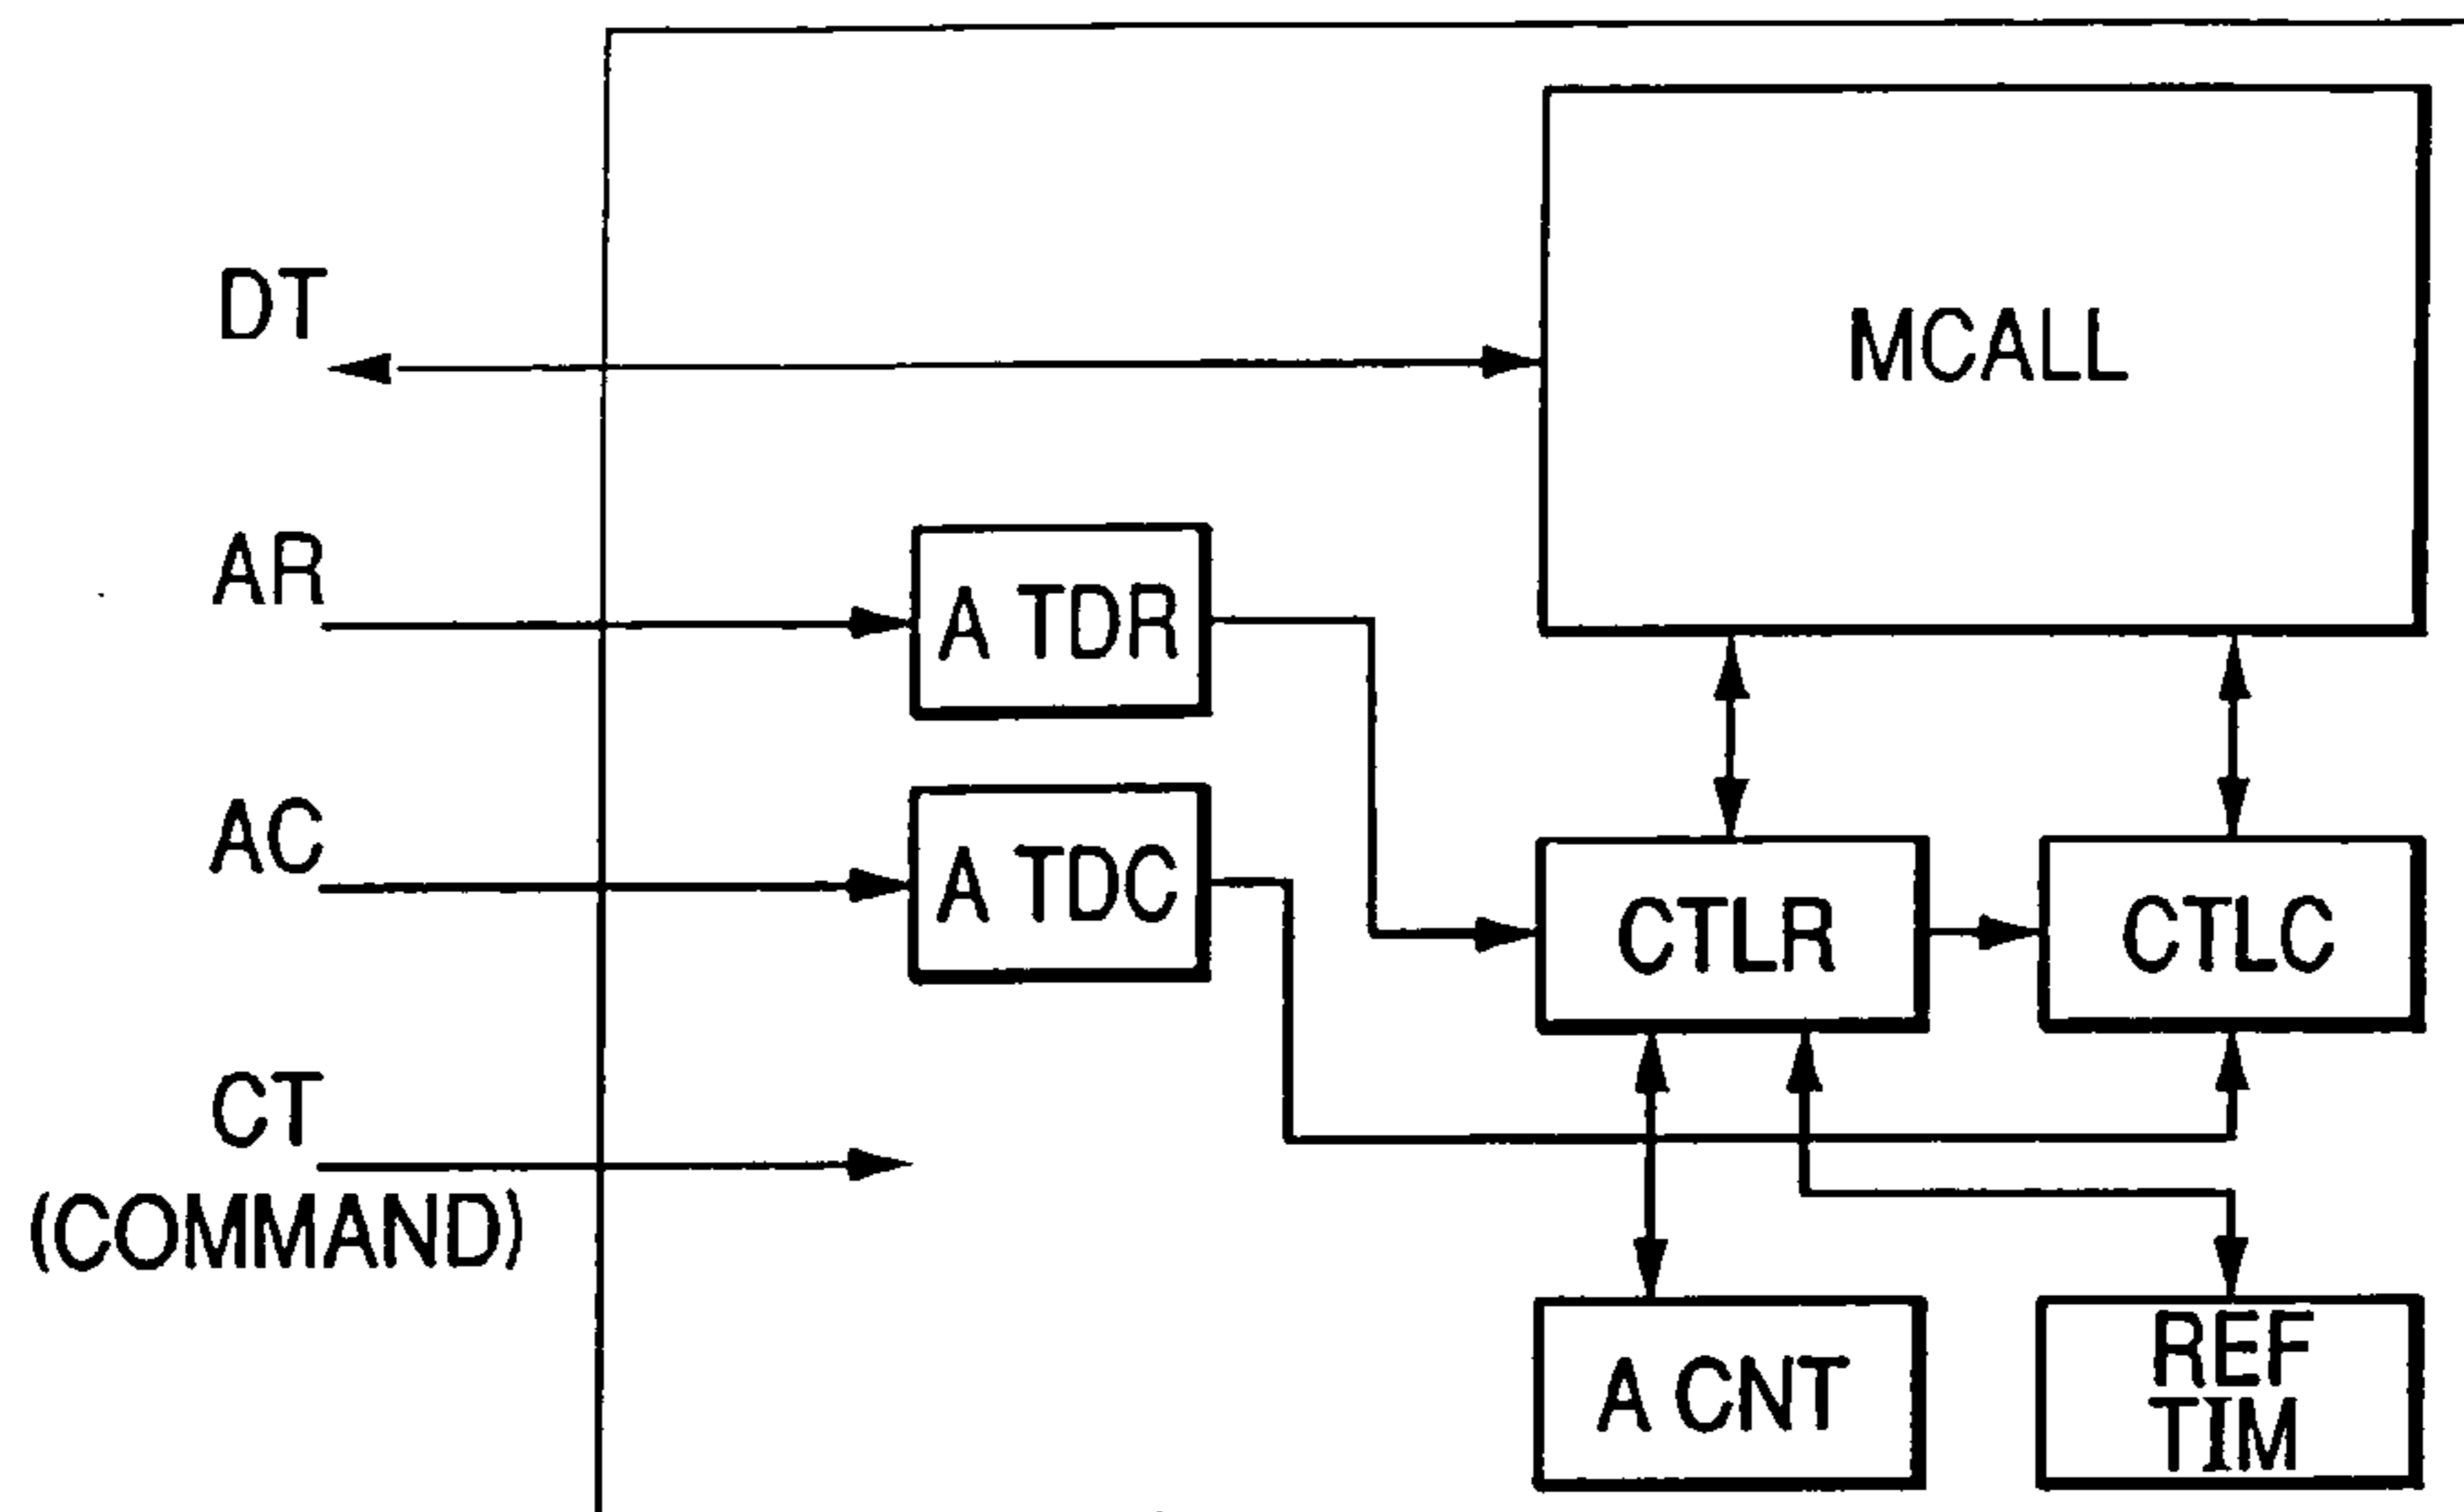 DT
MCALL
AR
A TDR
AC
A TDC
CTLR
CTLC
CT
(COMMAND)
A CNT
REF
TIM